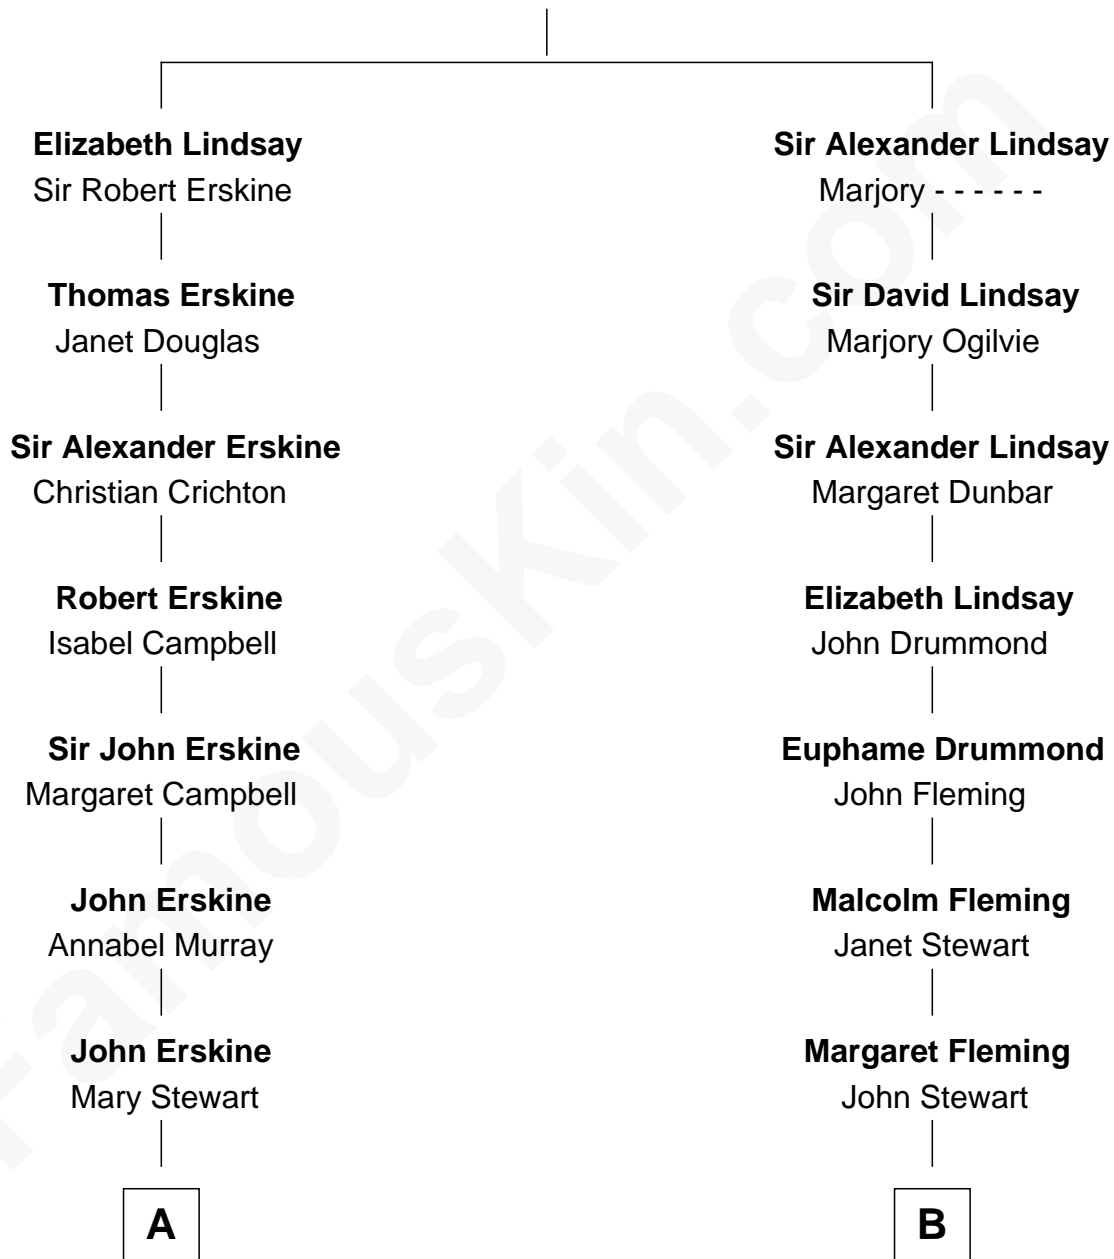 Elizabeth Lindsay
Sir Robert Erskine
Sir Alexander Lindsay
Marjory - - - - - -
Thomas Erskine
Janet Douglas
Sir David Lindsay
Marjory Ogilvie
Sir Alexander Erskine
Christian Crichton
Sir Alexander Lindsay
Margaret Dunbar
Robert Erskine
Isabel Campbell
Elizabeth Lindsay
John Drummond
Sir John Erskine
Margaret Campbell
Euphame Drummond
John Fleming
John Erskine
Annabel Murray
Malcolm Fleming
Janet Stewart
John Erskine
Mary Stewart
Margaret Fleming
John Stewart
A
B
FamousKin.com